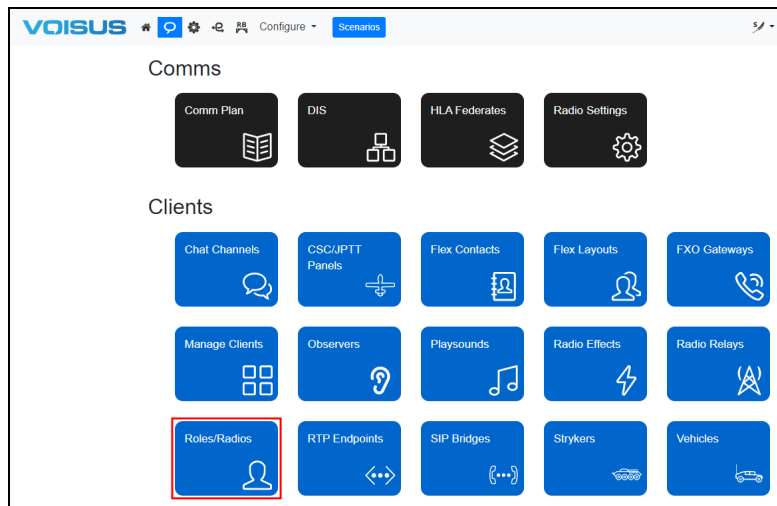 VOISUS RB Configure Scenarios
Comms
Comm Plan
DIS
HLA Federates
Radio Settings
Clients
Chat Channels
CSC/JPTT
Panels
Flex Contacts
Flex Layouts
FXO Gateways
Manage Clients
Observers
Playsounds
Radio Effects
Radio Relays
Roles/Radios
RTP Endpoints
SIP Bridges
Strykers
Vehicles